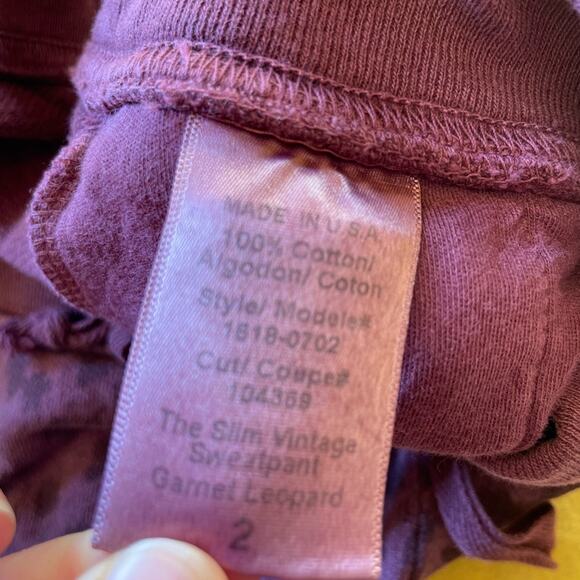 MADE IN U.S.A.
100% Cotton/
Algodon/ Coton
Style/ Modele#
1618-0702
Cut/ Coupe#
104369
The Slim Vintage
Sweatpant
Garnet Leopard
2